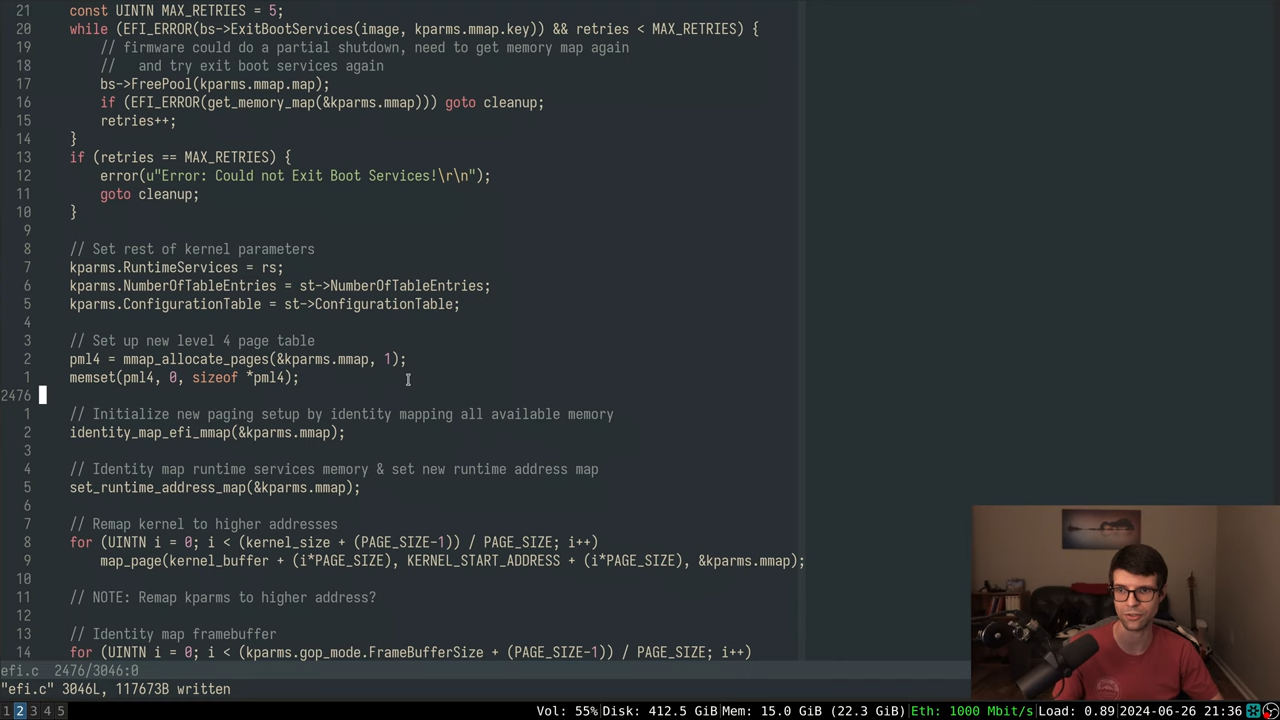 21 const UINTN MAX_RETRIES = 5;
20 while (EFI_ERROR(bs->ExitBootServices(image, kparms.mmap.key)) && retries < MAX_RETRIES) {
19 // firmware could do a partial shutdown, need to get memory map again
18 //   and try exit boot services again
17 bs->FreePool(kparms.mmap.map);
16 if (EFI_ERROR(get_memory_map(&kparms.mmap))) goto cleanup;
15 retries++;
14 }
13 if (retries == MAX_RETRIES) {
12 error(u"Error: Could not Exit Boot Services!\r\n");
11 goto cleanup;
10 }
9
8 // Set rest of kernel parameters
7 kparms.RuntimeServices = rs;
6 kparms.NumberOfTableEntries = st->NumberOfTableEntries;
5 kparms.ConfigurationTable = st->ConfigurationTable;
4
3 // Set up new level 4 page table
2 pml4 = mmap_allocate_pages(&kparms.mmap, 1);
1 memset(pml4, 0, sizeof *pml4);
2476
1 // Initialize new paging setup by identity mapping all available memory
2 identity_map_efi_mmap(&kparms.mmap);
3
4 // Identity map runtime services memory & set new runtime address map
5 set_runtime_address_map(&kparms.mmap);
6
7 // Remap kernel to higher addresses
8 for (UINTN i = 0; i < (kernel_size + (PAGE_SIZE-1)) / PAGE_SIZE; i++)
9 map_page(kernel_buffer + (i*PAGE_SIZE), KERNEL_START_ADDRESS + (i*PAGE_SIZE), &kparms.mmap);
10
11 // NOTE: Remap kparms to higher address?
12
13 // Identity map framebuffer
14 for (UINTN i = 0; i < (kparms.gop_mode.FrameBufferSize + (PAGE_SIZE-1)) / PAGE_SIZE; i++)
efi.c 2476/3046:0
"efi.c" 3046L, 117673B written
1 2 3 4 5 Vol: 55% Disk: 412.5 GiB Mem: 15.0 GiB (22.3 GiB) Eth: 1000 Mbit/s Load: 0.89 2024-06-26 21:36